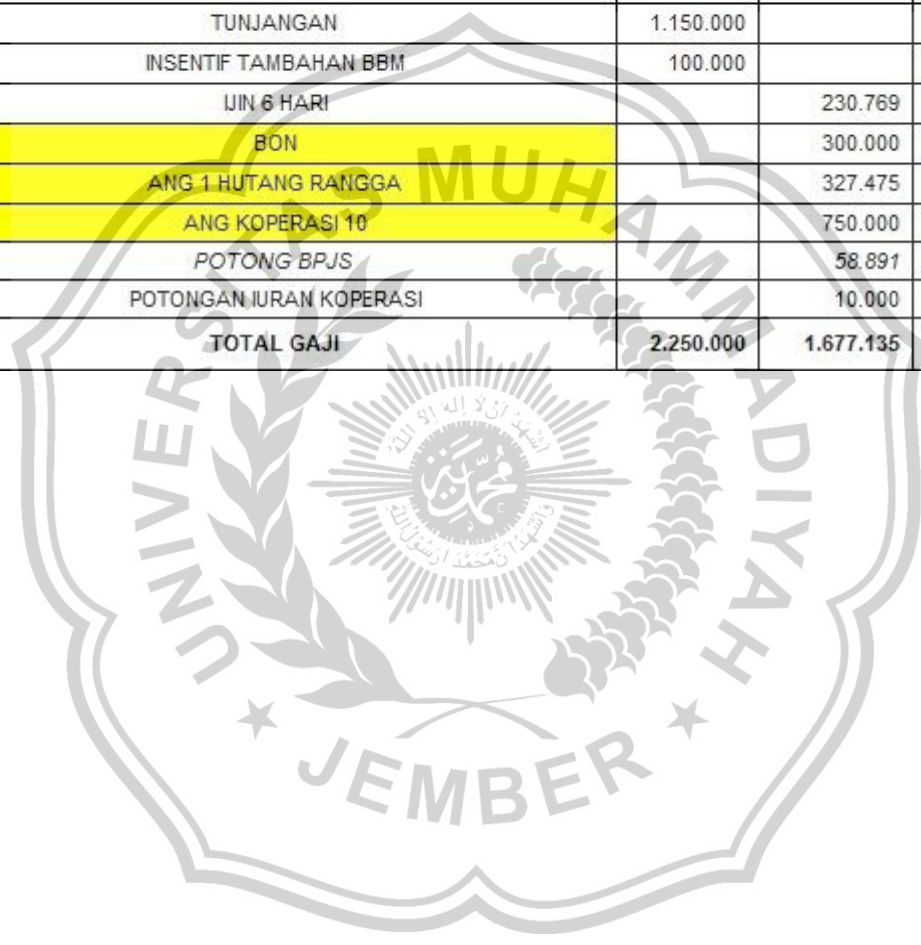 TUNJANGAN 1.150.000
INSENTIF TAMBAHAN BBM 100.000
IJIN 6 HARI 230.769
BON 300.000
ANG 1 HUTANG RANGGA 327.475
ANG KOPERASI 10 750.000
POTONG BPJS 58.891
POTONGAN IURAN KOPERASI 10.000
TOTAL GAJI 2.250.000 1.677.135
UNIVERSITAS MUHAMMADIYAH
JEMBER